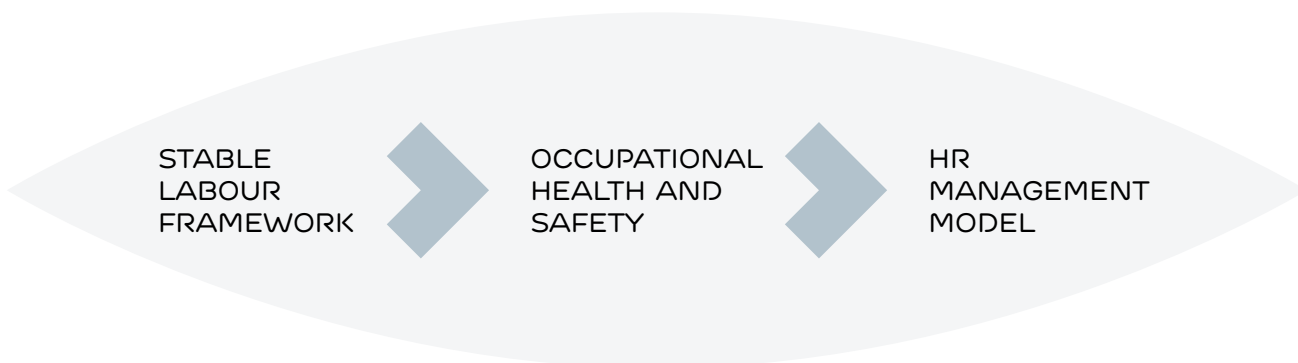 STABLE
LABOUR
FRAMEWORK
OCCUPATIONAL
HEALTH AND
SAFETY
HR
MANAGEMENT
MODEL